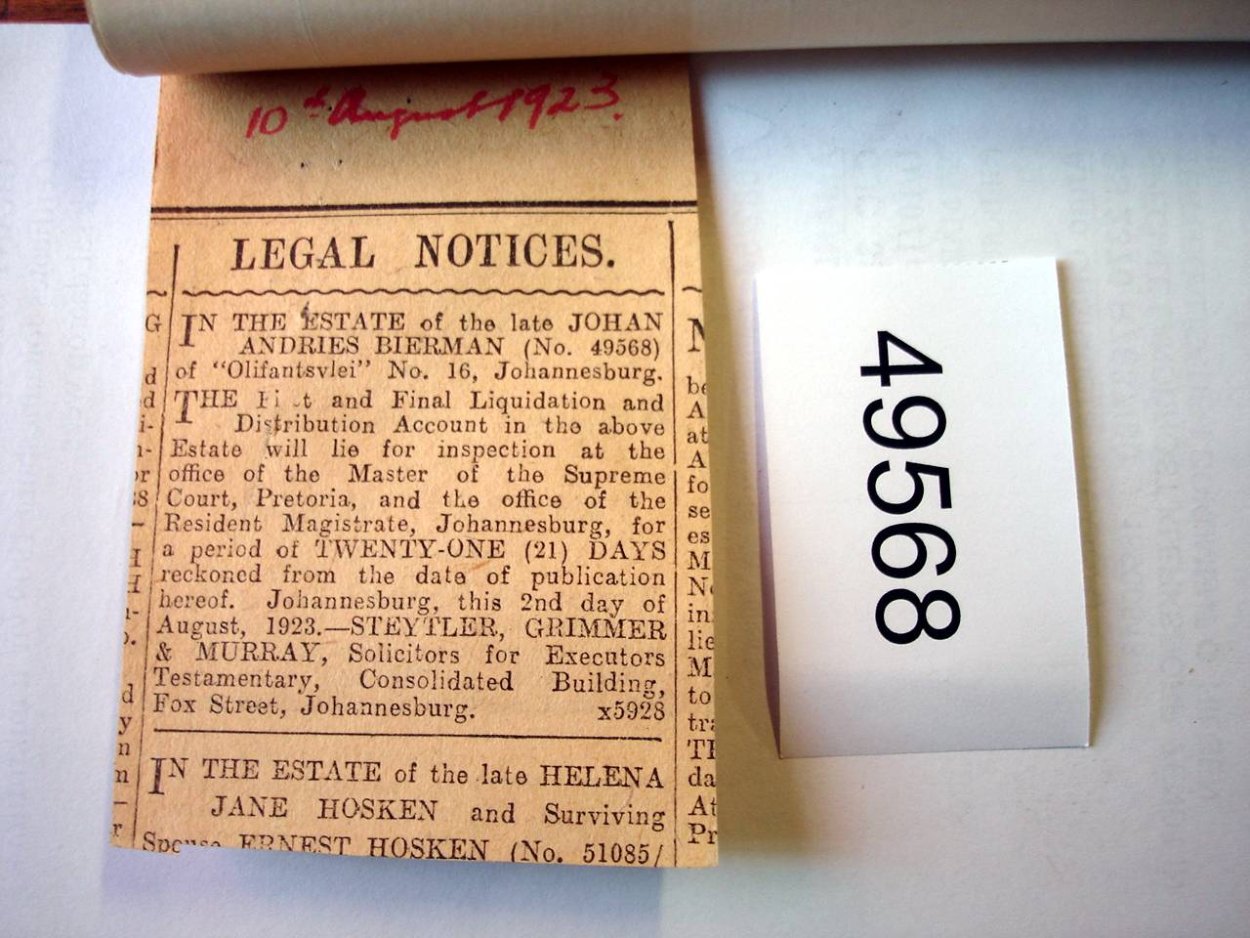 10th August 1923.
LEGAL NOTICES.
IN THE ESTATE of the late JOHAN
ANDRIES BIERMAN (No. 49568)
of "Olifantsvlei" No. 16, Johannesburg.
THE and Final Liquidation and
Distribution Account in the above
Estate will lie for inspection at the
office of the Master of the Supreme
Court, Pretoria, and the office of the
Resident Magistrate, Johannesburg, for
a period of TWENTY-ONE (21) DAYS
reckoned from the date of publication
hereof. Johannesburg, this 2nd day of
August, 1923.—STEYTLER, GRIMMER
& MURRAY, Solicitors for Executors
Testamentary, Consolidated Building,
Fox Street, Johannesburg. x5928
IN THE ESTATE of the late HELENA
JANE HOSKEN and Surviving
Spouse ERNEST HOSKEN (No. 51085/
49568